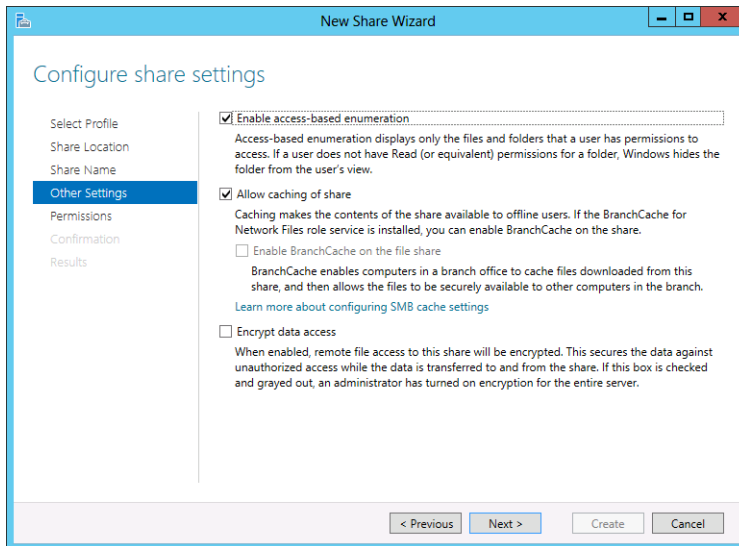 New Share Wizard
Configure share settings
Select Profile
Share Location
Share Name
Other Settings
Permissions
Confirmation
Results
Enable access-based enumeration
Access-based enumeration displays only the files and folders that a user has permissions to
access. If a user does not have Read (or equivalent) permissions for a folder, Windows hides the
folder from the user's view.
Allow caching of share
Caching makes the contents of the share available to offline users. If the BranchCache for
Network Files role service is installed, you can enable BranchCache on the share.
Enable BranchCache on the file share
BranchCache enables computers in a branch office to cache files downloaded from this
share, and then allows the files to be securely available to other computers in the branch.
Learn more about configuring SMB cache settings
Encrypt data access
When enabled, remote file access to this share will be encrypted. This secures the data against
unauthorized access while the data is transferred to and from the share. If this box is checked
and grayed out, an administrator has turned on encryption for the entire server.
< Previous
Next >
Create
Cancel